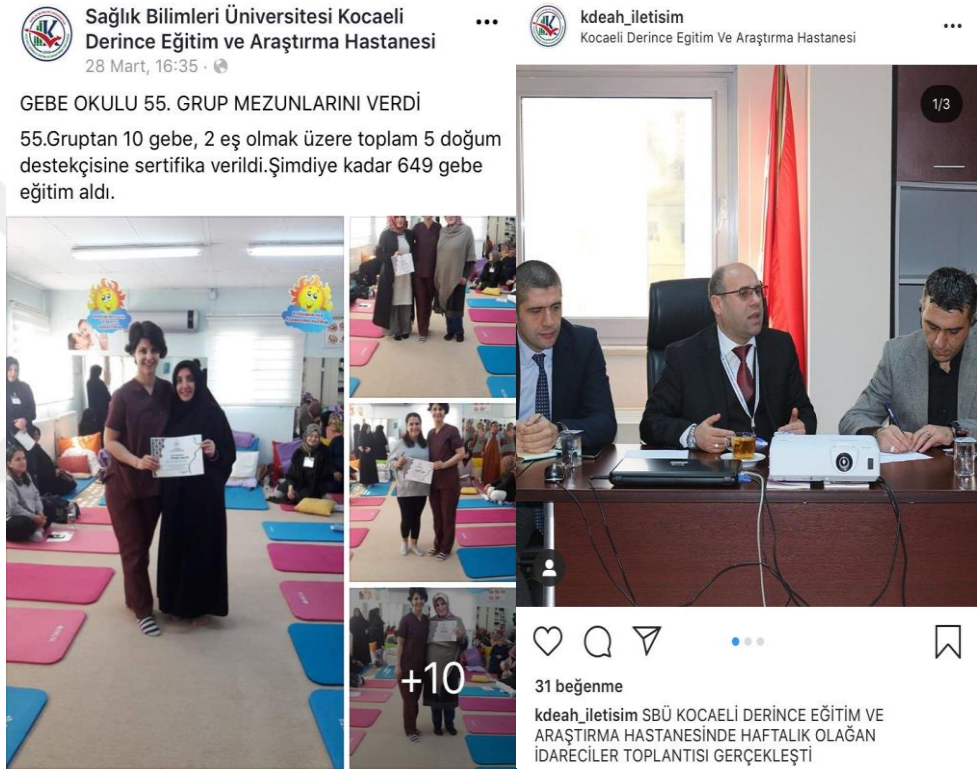 Sağlık Bilimleri Üniversitesi Kocaeli
Derince Eğitim ve Araştırma Hastanesi
28 Mart, 16:35 ·
GEBE OKULU 55. GRUP MEZUNLARINI VERDİ
55.Gruptan 10 gebe, 2 eş olmak üzere toplam 5 doğum
destekçisine sertifika verildi.Şimdiye kadar 649 gebe
eğitim aldı.
+10
kdeah_iletisim
Kocaeli Derince Egitim Ve Araştırma Hastanesi
1/3
31 beğenme
kdeah_iletisim SBÜ KOCAELİ DERİNCE EĞİTİM VE
ARAŞTIRMA HASTANESİNDE HAFTALIK OLAĞAN
İDARECİLER TOPLANTISI GERÇEKLEŞTİ